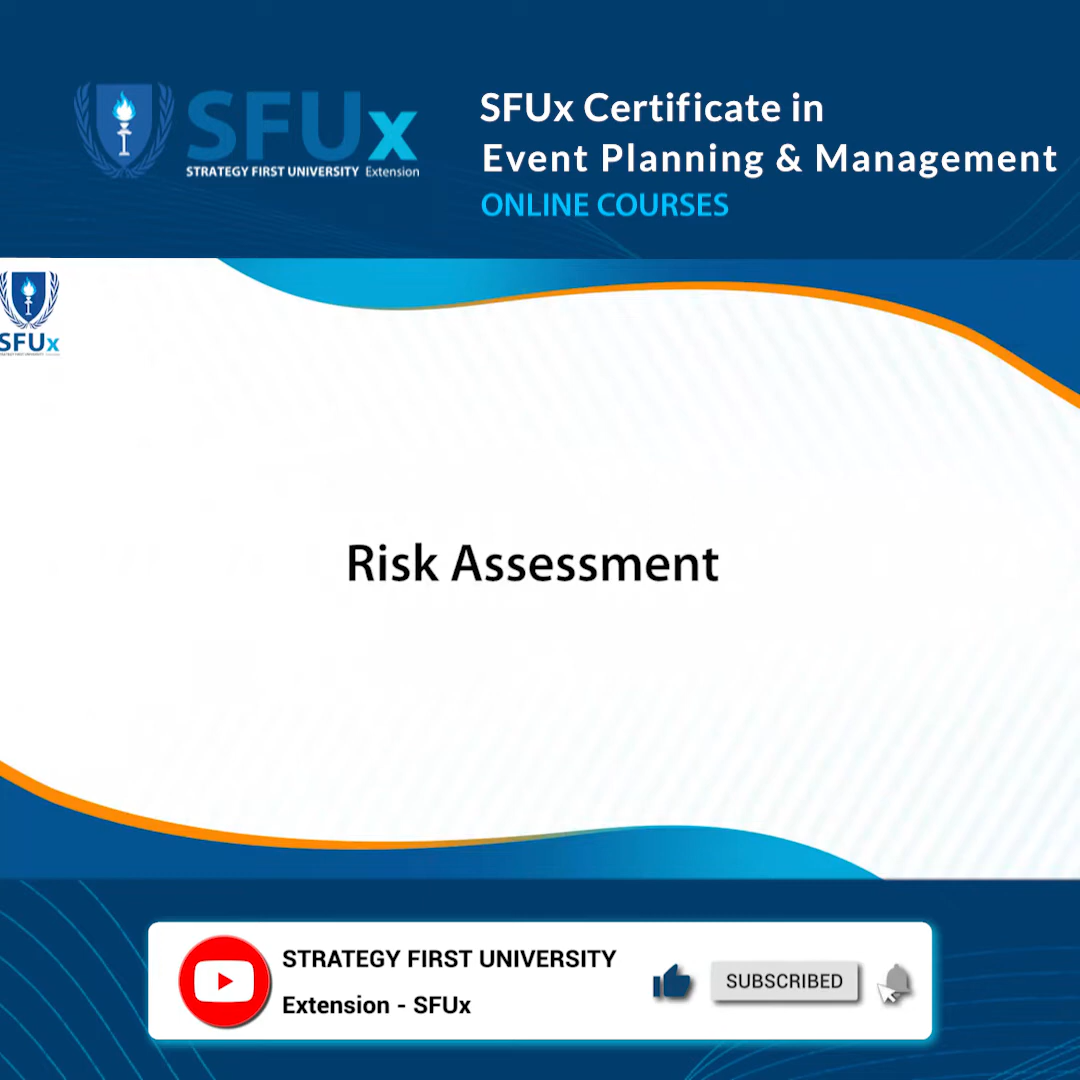 SFUx
STRATEGY FIRST UNIVERSITY Extension
SFUx Certificate in
Event Planning & Management
ONLINE COURSES
SFUx
Risk Assessment
STRATEGY FIRST UNIVERSITY
Extension - SFUx
SUBSCRIBED